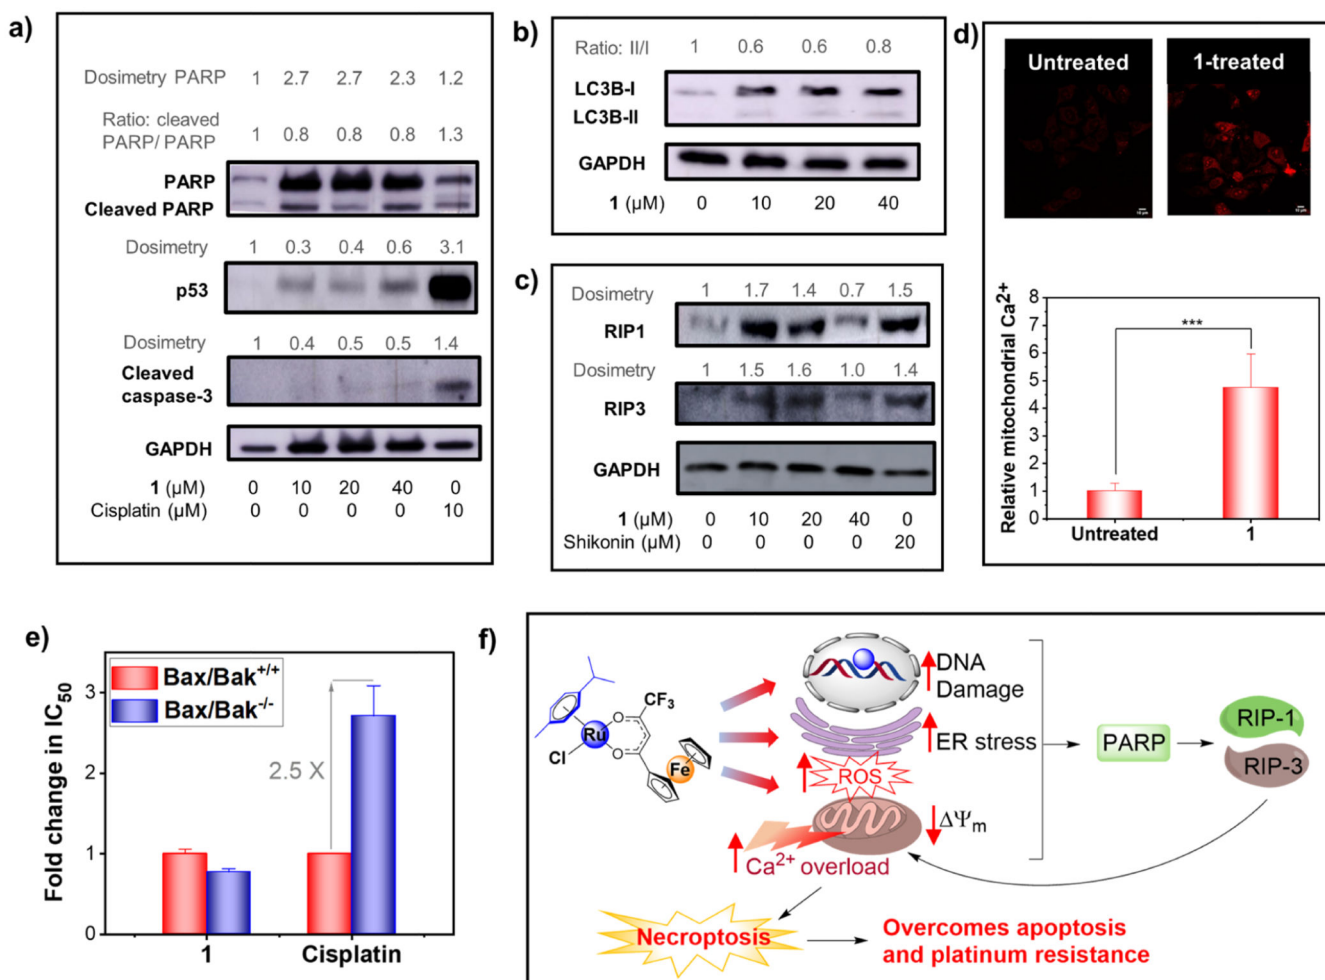 a)
Dosimetry PARP 1 2.7 2.7 2.3 1.2
Ratio: cleaved
PARP/ PARP 1 0.8 0.8 0.8 1.3
PARP
Cleaved PARP
Dosimetry 1 0.3 0.4 0.6 3.1
p53
Dosimetry 1 0.4 0.5 0.5 1.4
Cleaved
caspase-3
GAPDH
1 (μM) 0 10 20 40 0
Cisplatin (μM) 0 0 0 0 10
b)
Ratio: II/I 1 0.6 0.6 0.8
LC3B-I
LC3B-II
GAPDH
1 (μM) 0 10 20 40
c)
Dosimetry 1 1.7 1.4 0.7 1.5
RIP1
Dosimetry 1 1.5 1.6 1.0 1.4
RIP3
GAPDH
1 (μM) 0 10 20 40 0
Shikonin (μM) 0 0 0 0 20
d)
Untreated
1-treated
10 μm
10 μm
Relative mitochondrial Ca²⁺
8
7
6
5
4
3
2
1
0
***
Untreated 1
e)
Fold change in IC₅₀
3
2
1
0
Bax/Bak⁺/⁺
Bax/Bak⁻/⁻
2.5 X
1 Cisplatin
f)
CF₃
O
Ru
Cl
O
Fe
DNA
Damage
ER stress
ROS
ΔΨm
Ca²⁺ overload
PARP
RIP-1
RIP-3
Necroptosis
Overcomes apoptosis
and platinum resistance